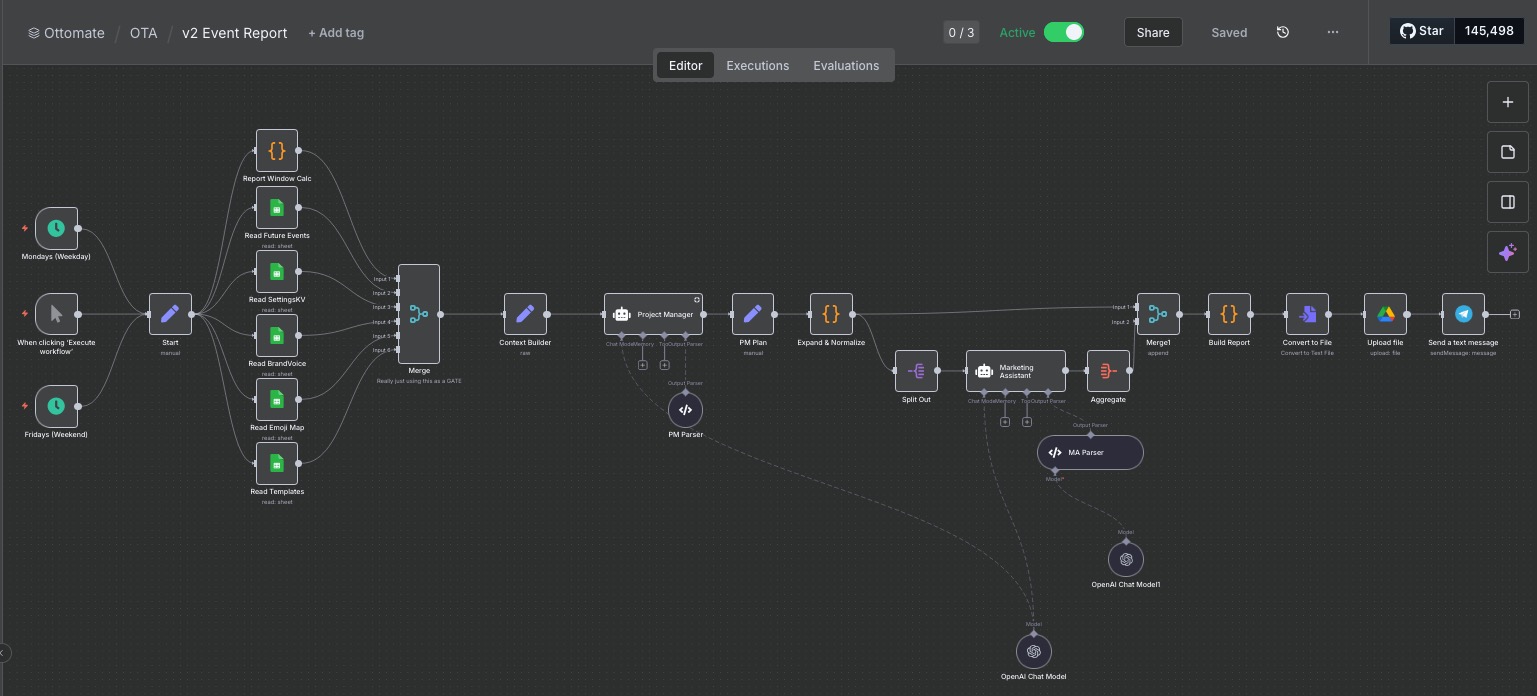 Ottomate / OTA / v2 Event Report + Add tag
0 / 3 Active Share Saved ... Star 145,498
Editor Executions Evaluations
Report Window Calc
Read Future Events
read: sheet
Mondays (Weekday)
Read SettingsKV
read: sheet
When clicking 'Execute
workflow'
Start
manual
Read BrandVoice
read: sheet
Fridays (Weekend)
Read Emoji Map
read: sheet
Read Templates
read: sheet
Input 1
Input 2
Input 3
Input 4
Input 5
Input 6
Merge
Really just using this as a GATE
Context Builder
raw
Project Manager
Chat Model Memory Tool Output Parser
Output Parser
PM Parser
PM Plan
manual
Expand & Normalize
Split Out
Marketing
Assistant
Chat Model Memory Tool Output Parser
Aggregate
Output Parser
MA Parser
Model*
Model
OpenAI Chat Model1
Model
OpenAI Chat Model
Input 1
Input 2
Merge1
append
Build Report
Convert to File
Convert to Text File
Upload file
upload: file
Send a text message
sendMessage: message